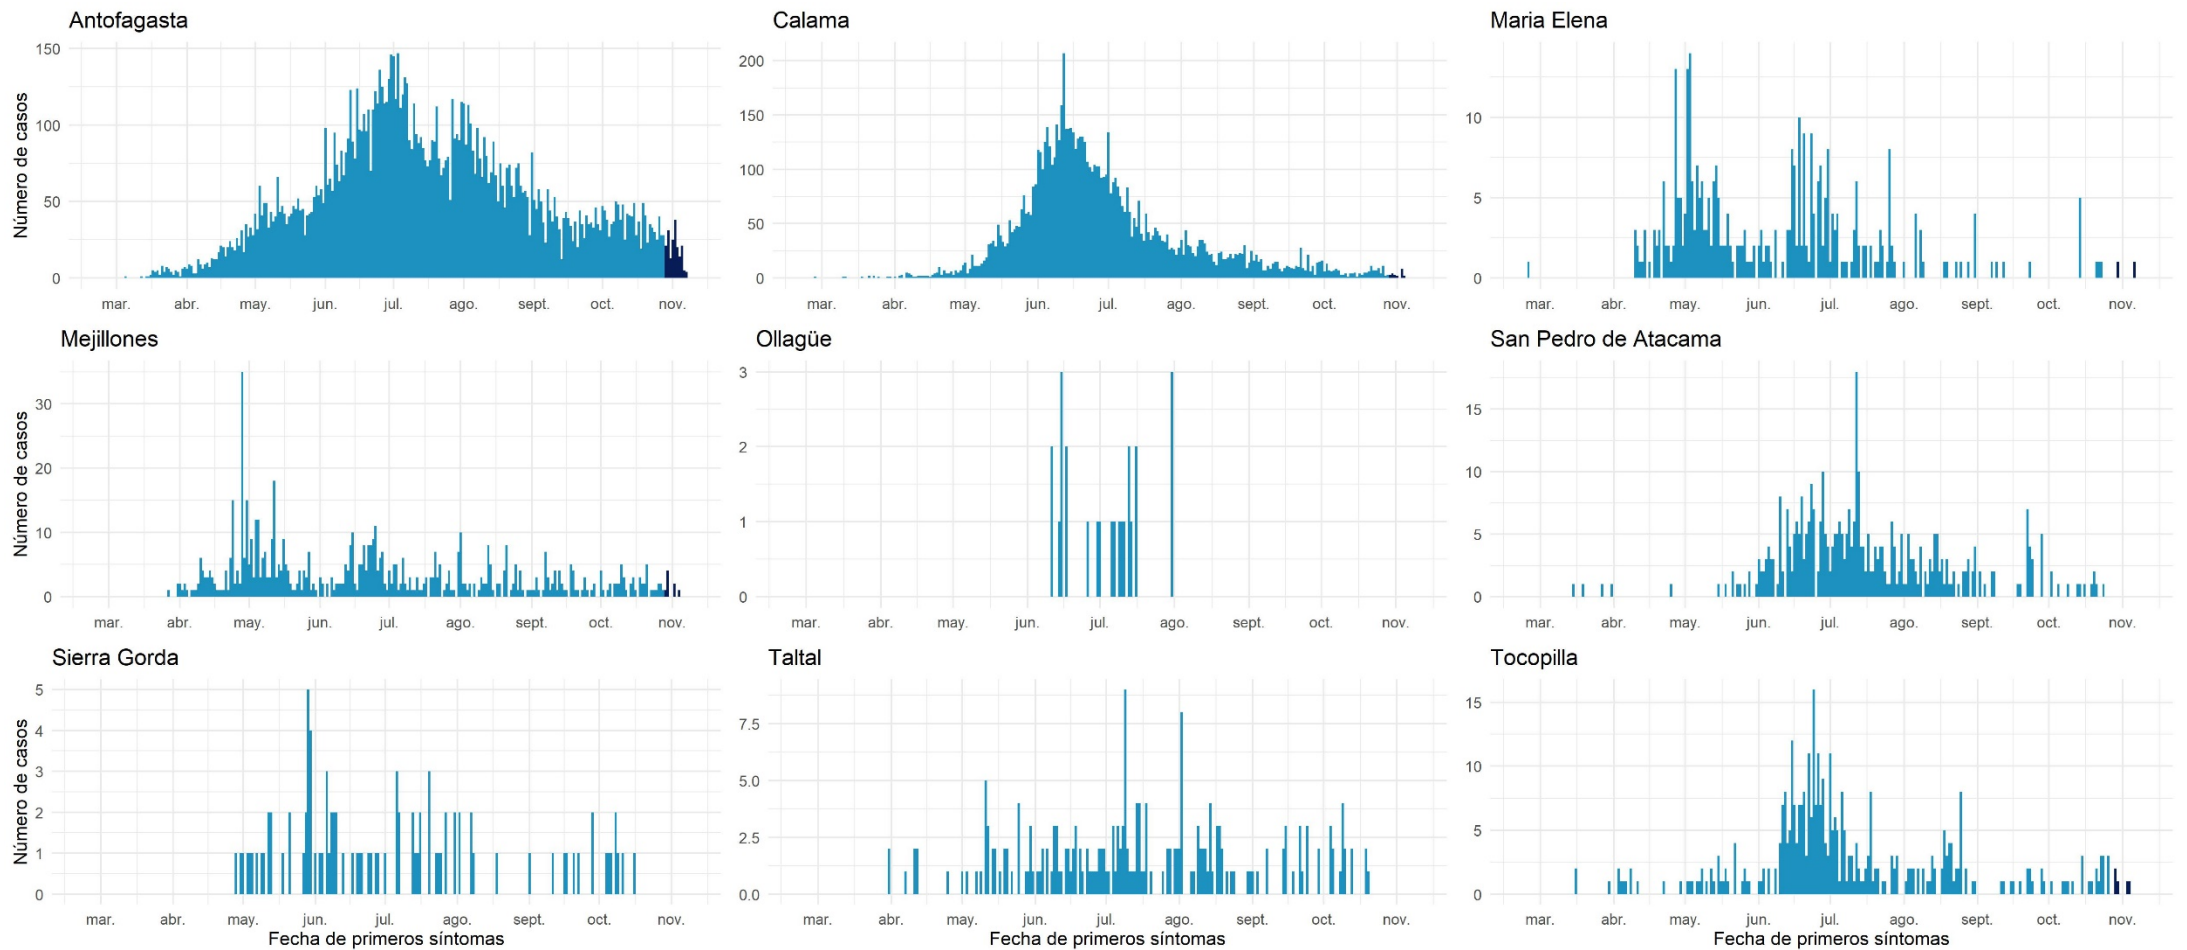 Antofagasta
Calama
Maria Elena
Número de casos
150
100
50
0
mar. abr. may. jun. jul. ago. sept. oct. nov.
200
150
100
50
0
mar. abr. may. jun. jul. ago. sept. oct. nov.
10
5
0
mar. abr. may. jun. jul. ago. sept. oct. nov.
Mejillones
Ollagüe
San Pedro de Atacama
Número de casos
30
20
10
0
mar. abr. may. jun. jul. ago. sept. oct. nov.
3
2
1
0
mar. abr. may. jun. jul. ago. sept. oct. nov.
15
10
5
0
mar. abr. may. jun. jul. ago. sept. oct. nov.
Sierra Gorda
Taltal
Tocopilla
Número de casos
5
4
3
2
1
0
mar. abr. may. jun. jul. ago. sept. oct. nov.
Fecha de primeros síntomas
7.5
5.0
2.5
0.0
mar. abr. may. jun. jul. ago. sept. oct. nov.
Fecha de primeros síntomas
15
10
5
0
mar. abr. may. jun. jul. ago. sept. oct. nov.
Fecha de primeros síntomas